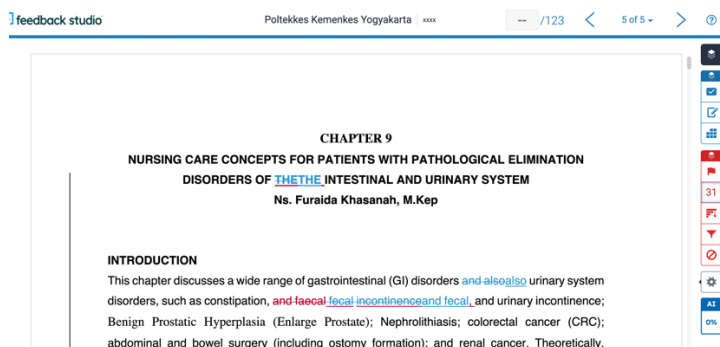 feedback studio
Poltekkes Kemenkes Yogyakarta xxxx
-- /123
5 of 5
?
CHAPTER 9
NURSING CARE CONCEPTS FOR PATIENTS WITH PATHOLOGICAL ELIMINATION
DISORDERS OF THETHE INTESTINAL AND URINARY SYSTEM
Ns. Furaida Khasanah, M.Kep
31
INTRODUCTION
This chapter discusses a wide range of gastrointestinal (GI) disorders and alsoalso urinary system
disorders, such as constipation, and faecal fecal incontinenceand fecal, and urinary incontinence;
Benign Prostatic Hyperplasia (Enlarge Prostate); Nephrolithiasis; colorectal cancer (CRC);
abdominal and bowel surgery (including ostomy formation); and renal cancer. Theoretically,
AI
0%